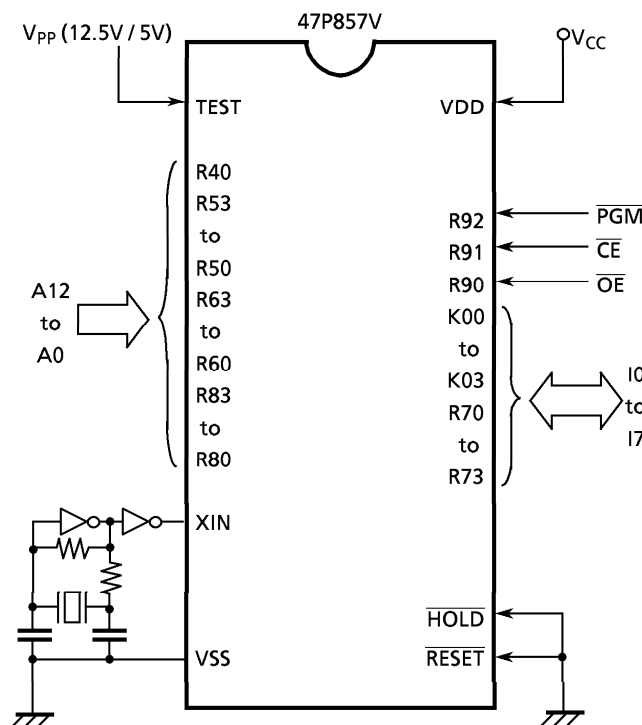 47P857V
VPP (12.5V / 5V)
VCC
TEST
VDD
R40
R53
to
R50
R63
to
R60
R83
to
R80
A12
to
A0
R92
PGM
R91
CE
R90
OE
K00
to
K03
R70
to
R73
I0
to
I7
XIN
VSS
HOLD
RESET